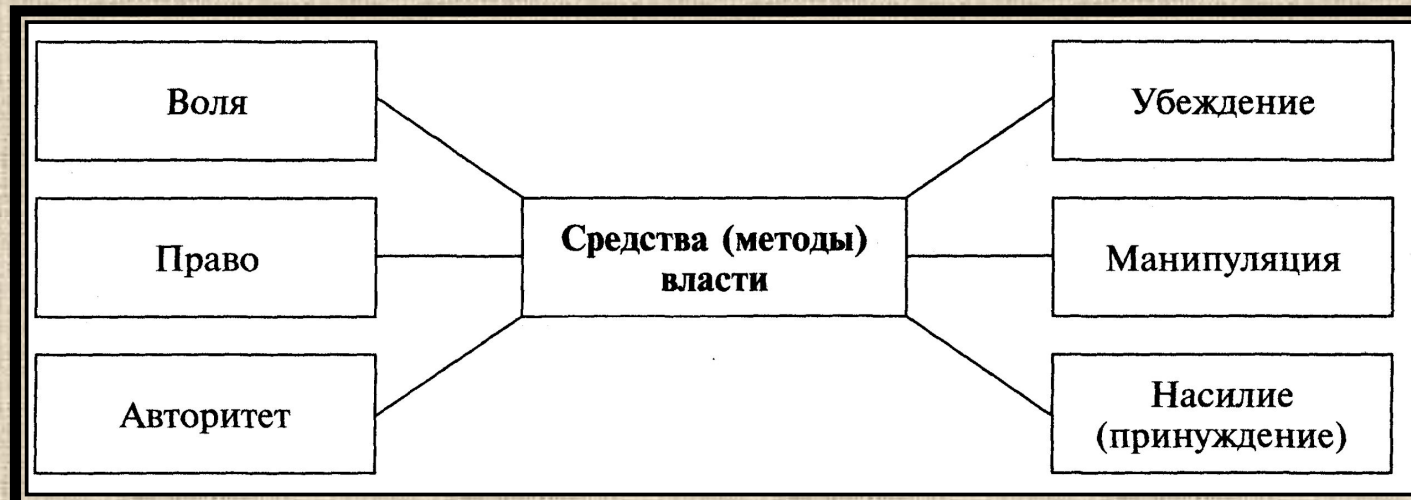 Воля
Право
Авторитет
Средства (методы)
власти
Убеждение
Манипуляция
Насилие
(принуждение)